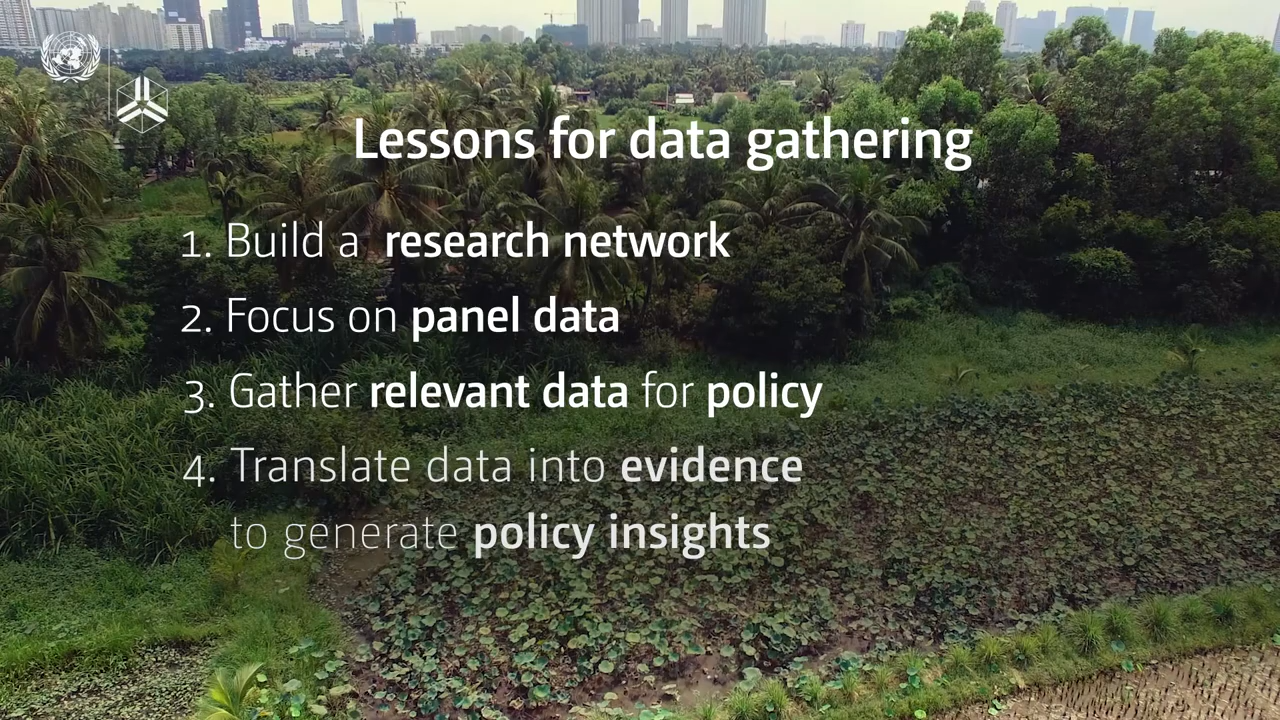 Lessons for data gathering
1. Build a research network
2. Focus on panel data
3. Gather relevant data for policy
4. Translate data into evidence
to generate policy insights